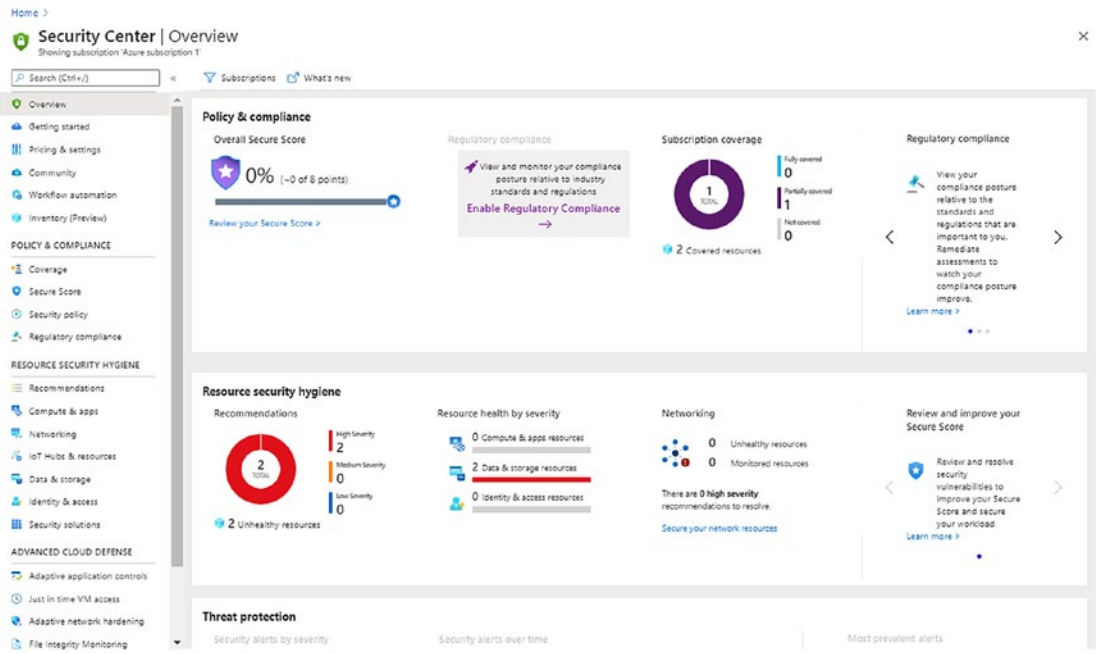 Home >
Security Center | Overview
Showing subscription 'Azure subscription 1'
Search (Ctrl+/)
«
Subscriptions
What's new
Overview
Getting started
Pricing & settings
Community
Workflow automation
Inventory (Preview)
POLICY & COMPLIANCE
Coverage
Secure Score
Security policy
Regulatory compliance
RESOURCE SECURITY HYGIENE
Recommendations
Compute & apps
Networking
IoT Hubs & resources
Data & storage
Identity & access
Security solutions
ADVANCED CLOUD DEFENSE
Adaptive application controls
Just in time VM access
Adaptive network hardening
File Integrity Monitoring
Policy & compliance
Overall Secure Score
0% (~0 of 8 points)
Review your Secure Score >
Regulatory compliance
View and monitor your compliance
posture relative to industry
standards and regulations
Enable Regulatory Compliance
→
Subscription coverage
1
TOTAL
Fully covered
0
Partially covered
1
Not covered
0
2 Covered resources
Regulatory compliance
View your
compliance posture
relative to the
standards and
regulations that are
important to you.
Remediate
assessments to
watch your
compliance posture
improve.
Learn more >
Resource security hygiene
Recommendations
2
TOTAL
High Severity
2
Medium Severity
0
Low Severity
0
2 Unhealthy resources
Resource health by severity
0 Compute & apps resources
2 Data & storage resources
0 Identity & access resources
Networking
0 Unhealthy resources
0 Monitored resources
There are 0 high severity
recommendations to resolve.
Secure your network resources
Review and improve your
Secure Score
Review and resolve
security
vulnerabilities to
improve your Secure
Score and secure
your workload
Learn more >
Threat protection
Security alerts by severity
Security alerts over time
Most prevalent alerts